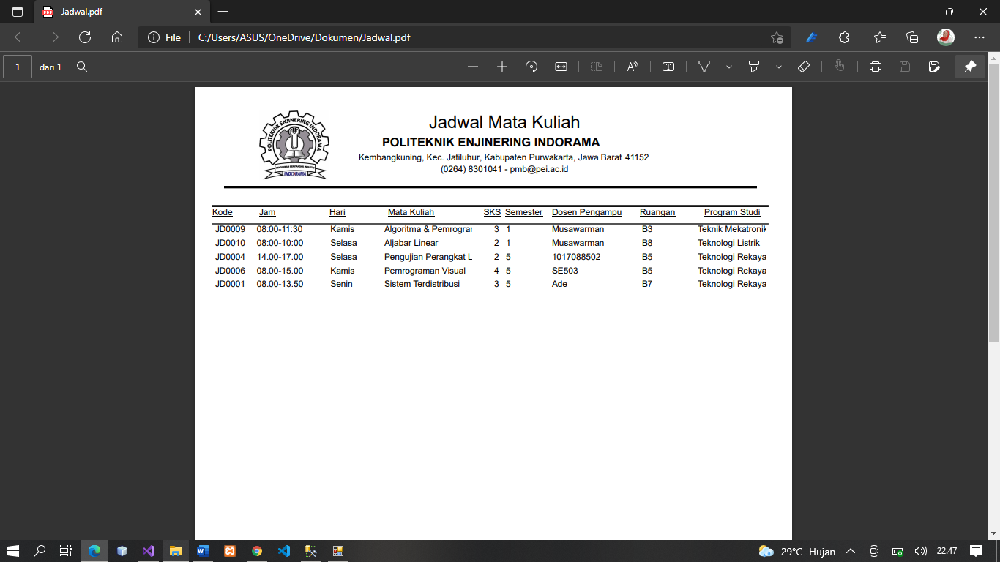 Jadwal.pdf
File C:/Users/ASUS/OneDrive/Dokumen/Jadwal.pdf
1 dari 1
POLITEKNIK ENJINERING INDORAMA
INDORAMA
Jadwal Mata Kuliah
POLITEKNIK ENJINERING INDORAMA
Kembangkuning, Kec. Jatiluhur, Kabupaten Purwakarta, Jawa Barat 41152
(0264) 8301041 - pmb@pei.ac.id
Kode Jam Hari Mata Kuliah SKS Semester Dosen Pengampu Ruangan Program Studi
JD0009 08:00-11:30 Kamis Algoritma & Pemrogran 3 1 Musawarman B3 Teknik Mekatronik
JD0010 08:00-10:00 Selasa Aljabar Linear 2 1 Musawarman B8 Teknologi Listrik
JD0004 14.00-17.00 Selasa Pengujian Perangkat L 2 5 1017088502 B5 Teknologi Rekaya
JD0006 08.00-15.00 Kamis Pemrograman Visual 4 5 SE503 B5 Teknologi Rekaya
JD0001 08.00-13.50 Senin Sistem Terdistribusi 3 5 Ade B7 Teknologi Rekaya
29°C Hujan 22.47